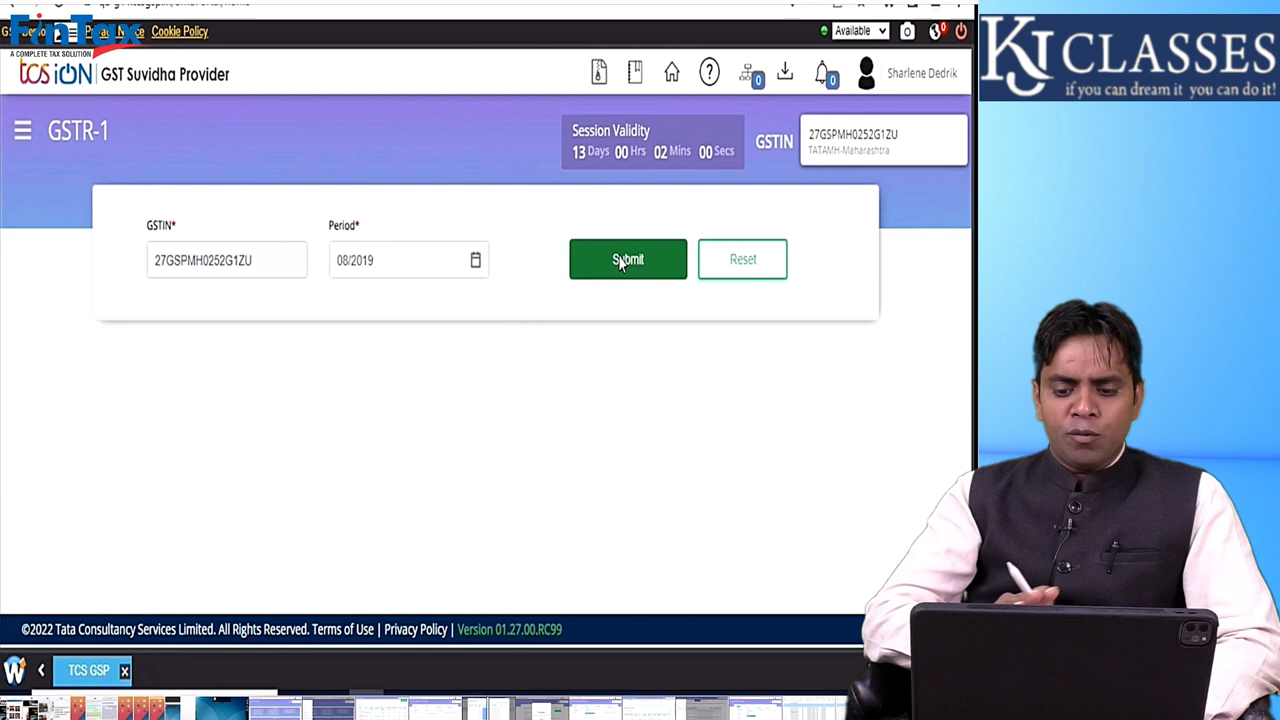 FinTax
A COMPLETE TAX SOLUTION
Cookie Policy
Available
0
tcs iON | GST Suvidha Provider
0
0
Sharlene Dedrik
KJ CLASSES
if you can dream it you can do it!
GSTR-1
Session Validity
13 Days 00 Hrs 02 Mins 00 Secs
GSTIN
27GSPMH0252G1ZU
TATAMH-Maharashtra
GSTIN*
Period*
27GSPMH0252G1ZU
08/2019
Submit
Reset
©2022 Tata Consultancy Services Limited. All Rights Reserved. Terms of Use | Privacy Policy | Version 01.27.00.RC99
W
TCS GSP